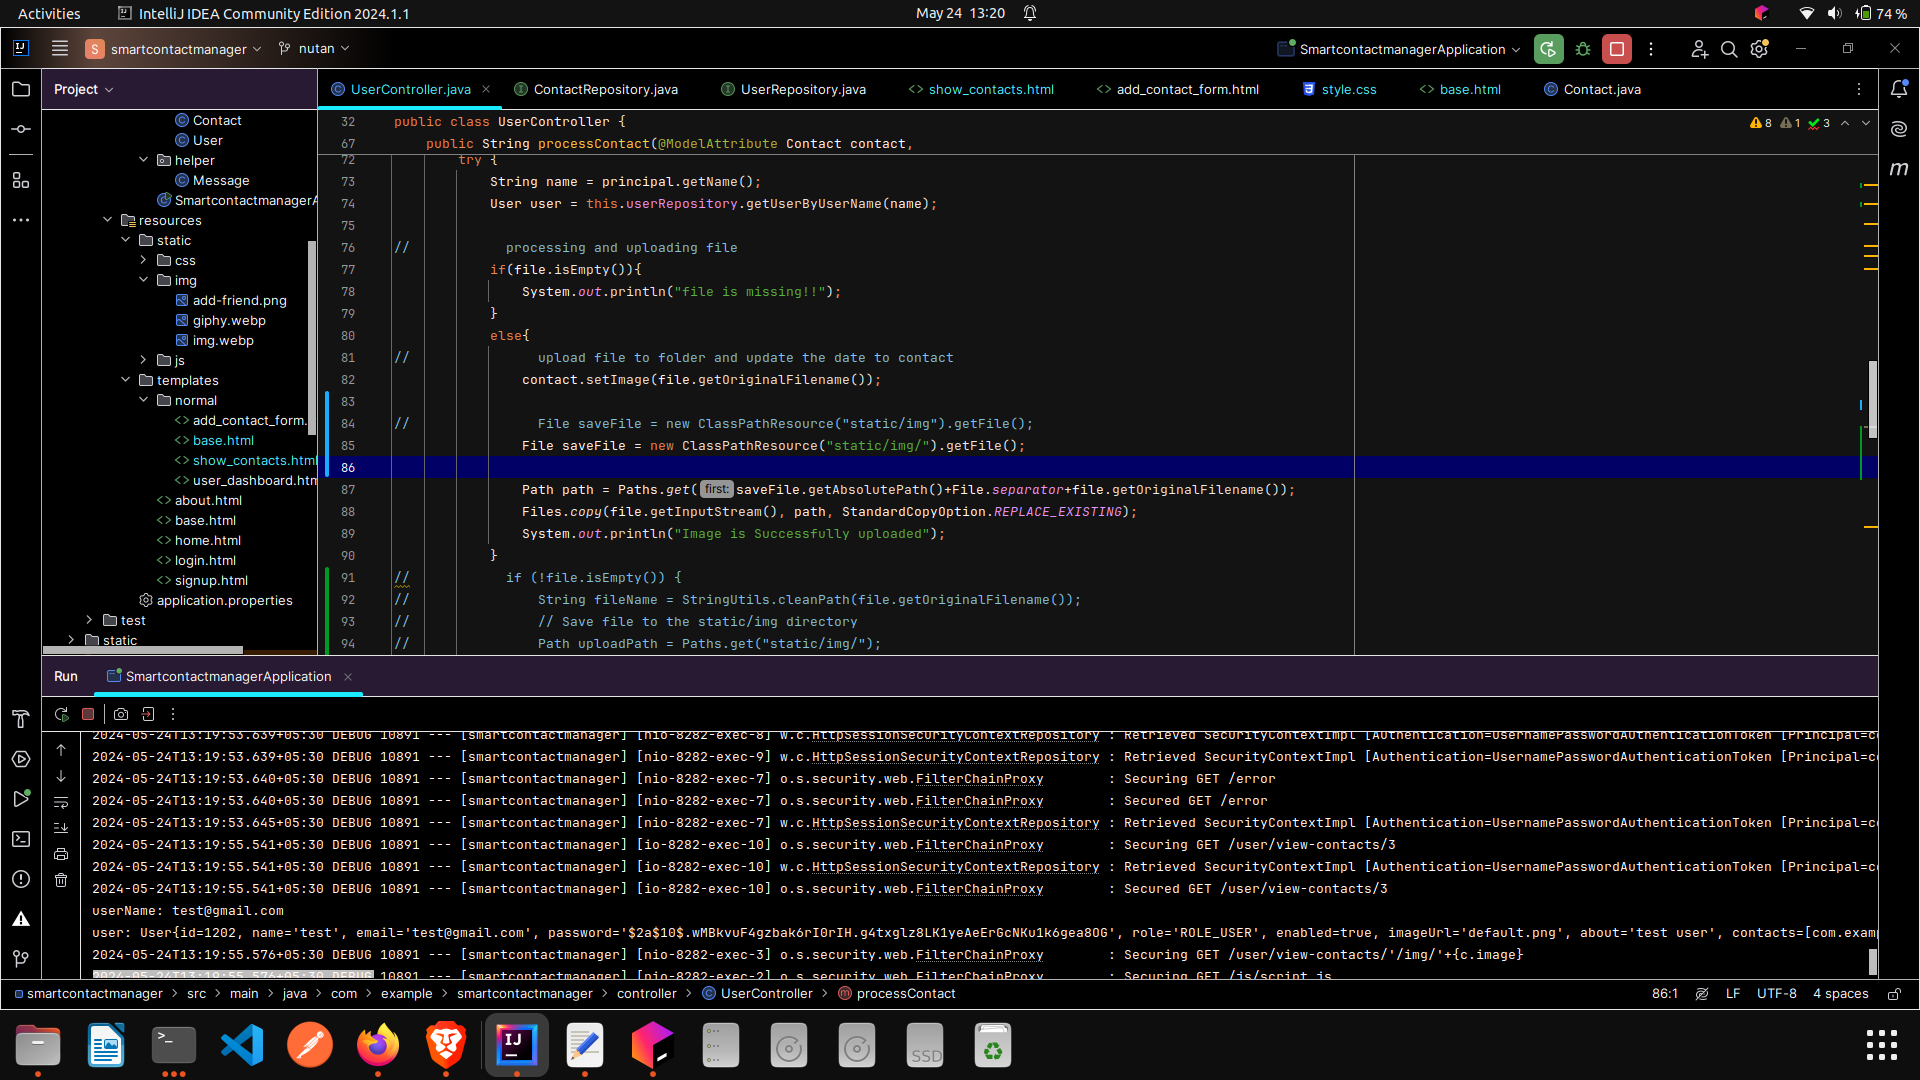 Activities
IntelliJ IDEA Community Edition 2024.1.1
May 24 13:20
74 %
S smartcontactmanager
nutan
SmartcontactmanagerApplication
Project
UserController.java
ContactRepository.java
UserRepository.java
show_contacts.html
add_contact_form.html
style.css
base.html
Contact.java
Contact
User
helper
Message
Smartcontactmanager
resources
static
css
img
add-friend.png
giphy.webp
img.webp
js
templates
normal
add_contact_form.
base.html
show_contacts.html
user_dashboard.htm
about.html
base.html
home.html
login.html
signup.html
application.properties
test
static
8 1 3
32 public class UserController {
67 public String processContact(@ModelAttribute Contact contact,
72 try {
73 String name = principal.getName();
74 User user = this.userRepository.getUserByUserName(name);
75
76 // processing and uploading file
77 if(file.isEmpty()){
78 System.out.println("file is missing!!");
79 }
80 else{
81 // upload file to folder and update the date to contact
82 contact.setImage(file.getOriginalFilename());
83
84 // File saveFile = new ClassPathResource("static/img").getFile();
85 File saveFile = new ClassPathResource("static/img/").getFile();
86
87 Path path = Paths.get( first: saveFile.getAbsolutePath()+File.separator+file.getOriginalFilename());
88 Files.copy(file.getInputStream(), path, StandardCopyOption.REPLACE_EXISTING);
89 System.out.println("Image is Successfully uploaded");
90 }
91 // if (!file.isEmpty()) {
92 // String fileName = StringUtils.cleanPath(file.getOriginalFilename());
93 // // Save file to the static/img directory
94 // Path uploadPath = Paths.get("static/img/");
Run
SmartcontactmanagerApplication
2024-05-24T13:19:53.639+05:30 DEBUG 10891 --- [smartcontactmanager] [nio-8282-exec-8] w.c.HttpSessionSecurityContextRepository : Retrieved SecurityContextImpl [Authentication=UsernamePasswordAuthenticationToken [Principal=c
2024-05-24T13:19:53.639+05:30 DEBUG 10891 --- [smartcontactmanager] [nio-8282-exec-9] w.c.HttpSessionSecurityContextRepository : Retrieved SecurityContextImpl [Authentication=UsernamePasswordAuthenticationToken [Principal=c
2024-05-24T13:19:53.640+05:30 DEBUG 10891 --- [smartcontactmanager] [nio-8282-exec-7] o.s.security.web.FilterChainProxy : Securing GET /error
2024-05-24T13:19:53.640+05:30 DEBUG 10891 --- [smartcontactmanager] [nio-8282-exec-7] o.s.security.web.FilterChainProxy : Secured GET /error
2024-05-24T13:19:53.645+05:30 DEBUG 10891 --- [smartcontactmanager] [nio-8282-exec-7] w.c.HttpSessionSecurityContextRepository : Retrieved SecurityContextImpl [Authentication=UsernamePasswordAuthenticationToken [Principal=c
2024-05-24T13:19:55.541+05:30 DEBUG 10891 --- [smartcontactmanager] [io-8282-exec-10] o.s.security.web.FilterChainProxy : Securing GET /user/view-contacts/3
2024-05-24T13:19:55.541+05:30 DEBUG 10891 --- [smartcontactmanager] [io-8282-exec-10] w.c.HttpSessionSecurityContextRepository : Retrieved SecurityContextImpl [Authentication=UsernamePasswordAuthenticationToken [Principal=c
2024-05-24T13:19:55.541+05:30 DEBUG 10891 --- [smartcontactmanager] [io-8282-exec-10] o.s.security.web.FilterChainProxy : Secured GET /user/view-contacts/3
userName: test@gmail.com
user: User{id=1202, name='test', email='test@gmail.com', password='$2a$10$.wMBkvuF4gzbak6rI0rIH.g4txglz8LK1yeAeErGcNKu1k6gea8OG', role='ROLE_USER', enabled=true, imageUrl='default.png', about='test user', contacts=[com.exam
2024-05-24T13:19:55.576+05:30 DEBUG 10891 --- [smartcontactmanager] [nio-8282-exec-3] o.s.security.web.FilterChainProxy : Securing GET /user/view-contacts/'/img/'+{c.image}
2024-05-24T13:19:55.576+05:30 DEBUG 10891 --- [smartcontactmanager] [nio-8282-exec-2] o.s.security.web.FilterChainProxy : Securing GET /js/script.js
smartcontactmanager > src > main > java > com > example > smartcontactmanager > controller > UserController > processContact
86:1 LF UTF-8 4 spaces
SSD